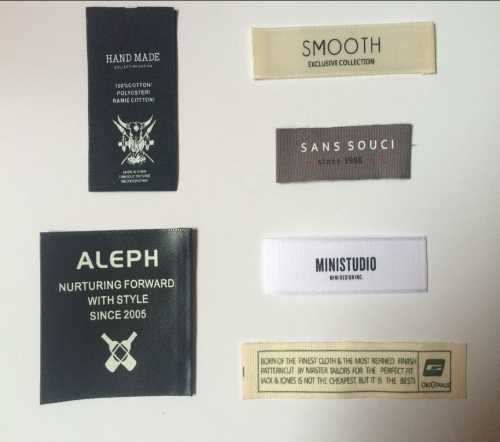 HAND MADE
100%COTTON/
POLYESTER/
RAMIE COTTON/
SMOOTH
EXCLUSIVE COLLECTION
SANS SOUCI
since 1988
ALEPH
NURTURING FORWARD
WITH STYLE
SINCE 2005
MINISTUDIO
MINIDESIGN INC
BORN OF THE FINEST CLOTH & THE MOST REFINED FINISH
PATTERNCUT BY MASTER TAILORS FOR THE PERFECT FIT
JACK & JONES IS NOT THE CHEAPEST, BUT IT IS THE BEST!